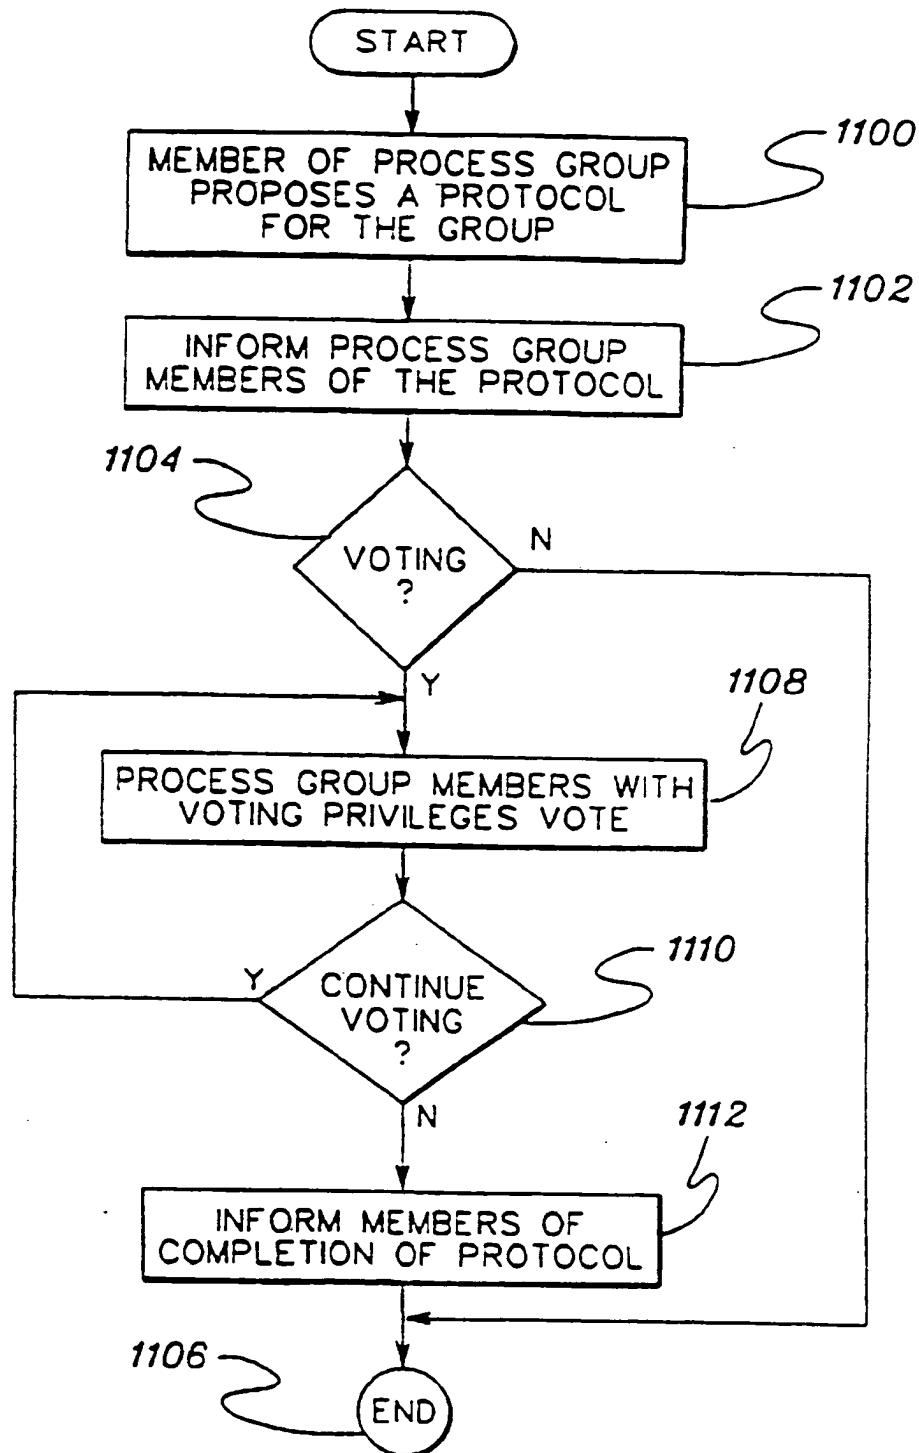 START
MEMBER OF PROCESS GROUP
PROPOSES A PROTOCOL
FOR THE GROUP
1100
INFORM PROCESS GROUP
MEMBERS OF THE PROTOCOL
1102
1104
VOTING
?
N
Y
1108
PROCESS GROUP MEMBERS WITH
VOTING PRIVILEGES VOTE
1110
Y
CONTINUE
VOTING
?
N
1112
INFORM MEMBERS OF
COMPLETION OF PROTOCOL
1106
END